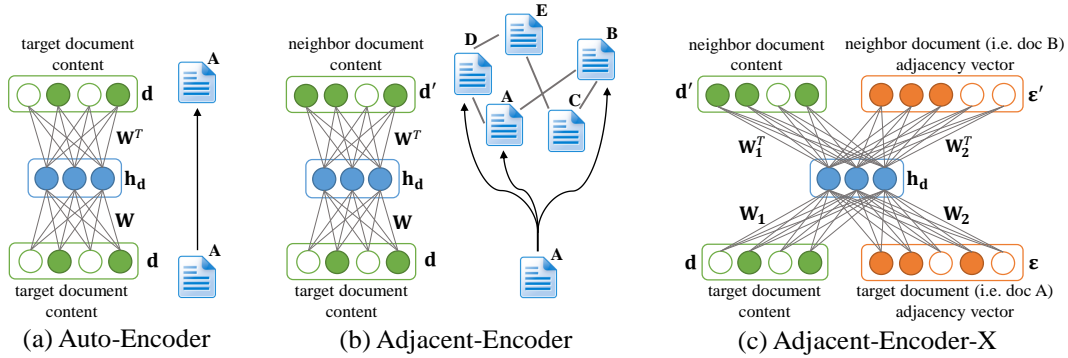 target document
content
d
W^T
h_d
W
d
target document
content
A
A
(a) Auto-Encoder
neighbor document
content
d′
W^T
h_d
W
d
target document
content
E
D
B
A
C
A
(b) Adjacent-Encoder
neighbor document
content
neighbor document (i.e. doc B)
adjacency vector
d′
ε′
W_1^T
W_2^T
h_d
W_1
W_2
d
ε
target document
content
target document (i.e. doc A)
adjacency vector
(c) Adjacent-Encoder-X